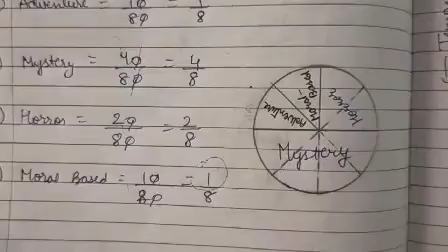 ) Adventure = 10/80 = 1/8
) Mystery = 40/80 = 4/8
) Horror = 20/80 = 2/8
) Moral Based = 10/80 = 1/8
Adventure
Moral-
Based
Horror
Mystery